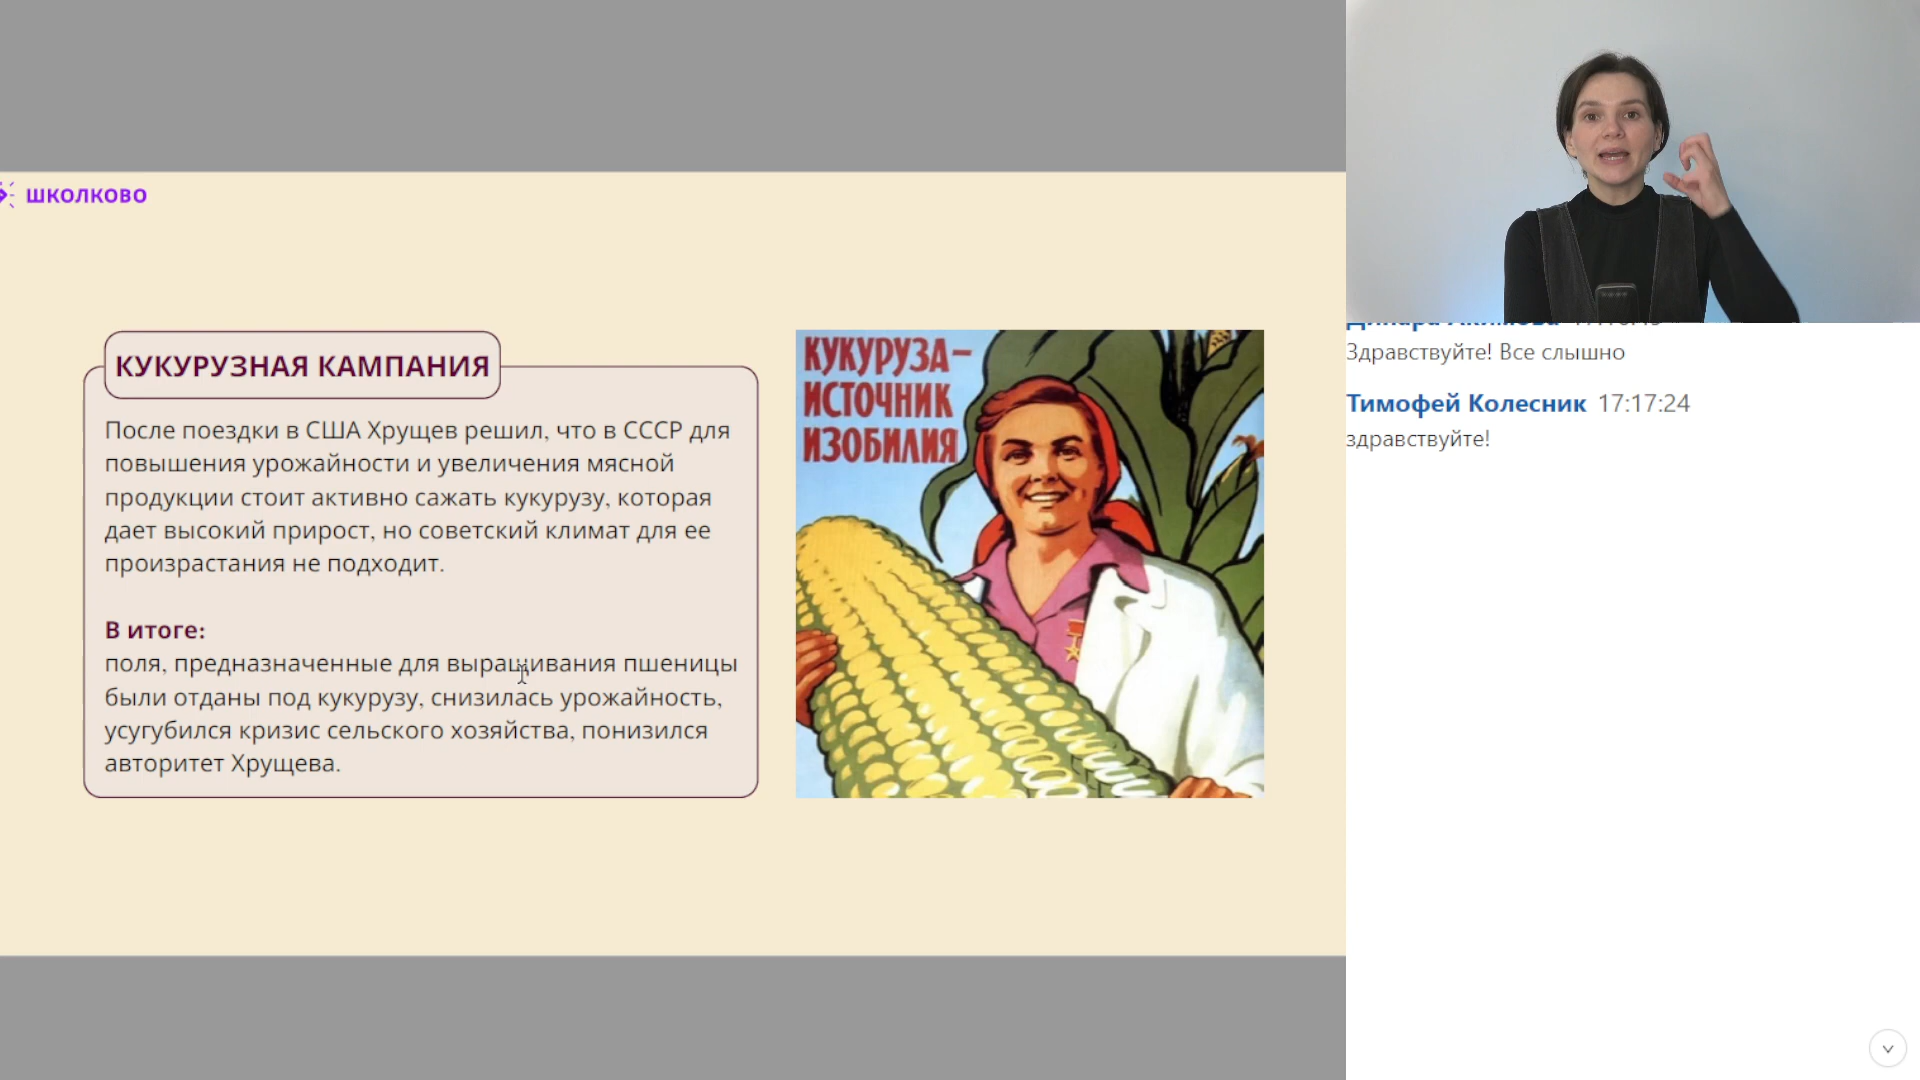 ШКОЛКОВО
КУКУРУЗНАЯ КАМПАНИЯ
После поездки в США Хрущев решил, что в СССР для
повышения урожайности и увеличения мясной
продукции стоит активно сажать кукурузу, которая
дает высокий прирост, но советский климат для ее
произрастания не подходит.
В итоге:
поля, предназначенные для выращивания пшеницы
были отданы под кукурузу, снизилась урожайность,
усугубился кризис сельского хозяйства, понизился
авторитет Хрущева.
КУКУРУЗА–
ИСТОЧНИК
ИЗОБИЛИЯ
Здравствуйте! Все слышно
Тимофей Колесник 17:17:24
здравствуйте!